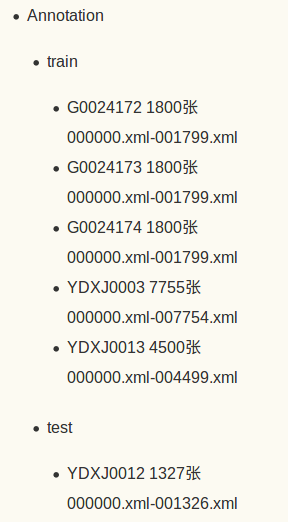 Annotation
train
G0024172 1800张
000000.xml-001799.xml
G0024173 1800张
000000.xml-001799.xml
G0024174 1800张
000000.xml-001799.xml
YDXJ0003 7755张
000000.xml-007754.xml
YDXJ0013 4500张
000000.xml-004499.xml
test
YDXJ0012 1327张
000000.xml-001326.xml